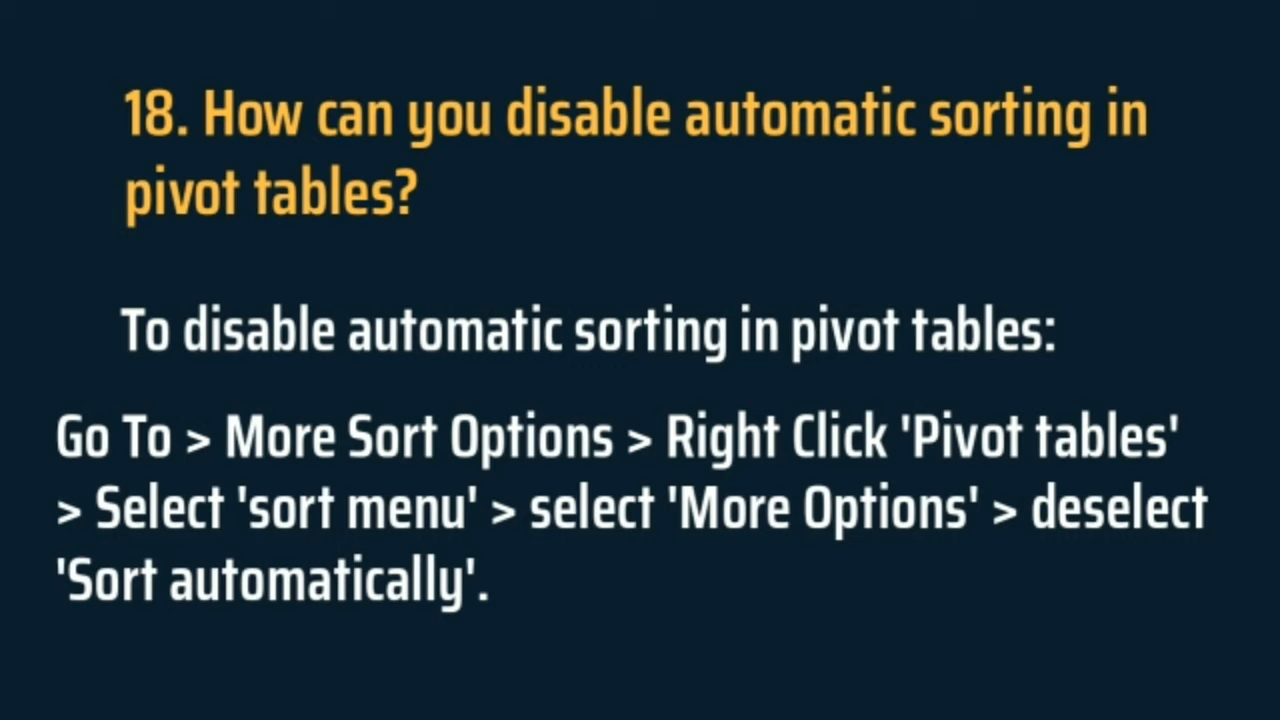 18. How can you disable automatic sorting in
pivot tables?
To disable automatic sorting in pivot tables:
Go To > More Sort Options > Right Click 'Pivot tables'
> Select 'sort menu' > select 'More Options' > deselect
'Sort automatically'.